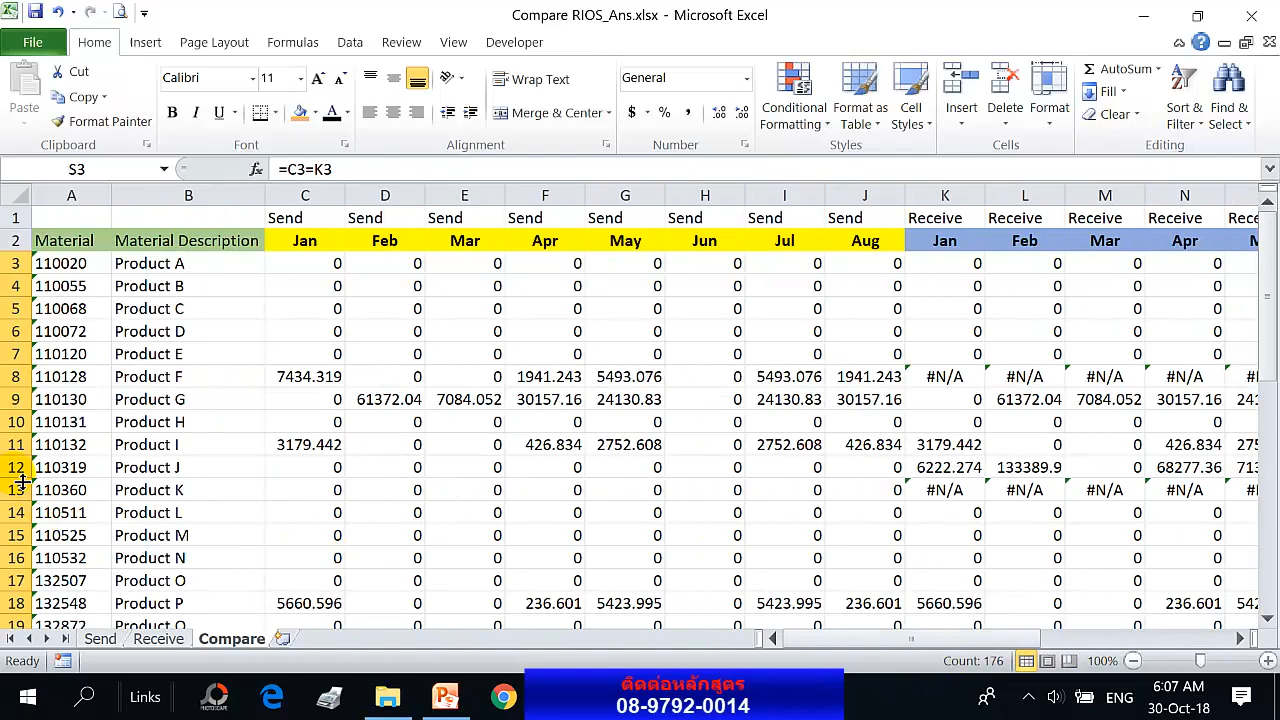 Compare RIOS_Ans.xlsx - Microsoft Excel
File Home Insert Page Layout Formulas Data Review View Developer
Paste Cut Copy Format Painter Clipboard
Calibri 11 B I U Font
Wrap Text Merge & Center Alignment
General $ % , Number
Conditional Formatting Format as Table Cell Styles Styles
Insert Delete Format Cells
Σ AutoSum Fill Clear Sort & Filter Find & Select Editing
S3 fx =C3=K3
A B C D E F G H I J K L M N
1 Send Send Send Send Send Send Send Send Receive Receive Receive Receive
2 Material Material Description Jan Feb Mar Apr May Jun Jul Aug Jan Feb Mar Apr
3 110020 Product A 0 0 0 0 0 0 0 0 0 0 0 0
4 110055 Product B 0 0 0 0 0 0 0 0 0 0 0 0
5 110068 Product C 0 0 0 0 0 0 0 0 0 0 0 0
6 110072 Product D 0 0 0 0 0 0 0 0 0 0 0 0
7 110120 Product E 0 0 0 0 0 0 0 0 0 0 0 0
8 110128 Product F 7434.319 0 0 1941.243 5493.076 0 5493.076 1941.243 #N/A #N/A #N/A #N/A
9 110130 Product G 0 61372.04 7084.052 30157.16 24130.83 0 24130.83 30157.16 0 61372.04 7084.052 30157.16
10 110131 Product H 0 0 0 0 0 0 0 0 0 0 0 0
11 110132 Product I 3179.442 0 0 426.834 2752.608 0 2752.608 426.834 3179.442 0 0 426.834
12 110319 Product J 0 0 0 0 0 0 0 0 6222.274 133389.9 0 68277.36
13 110360 Product K 0 0 0 0 0 0 0 0 #N/A #N/A #N/A #N/A
14 110511 Product L 0 0 0 0 0 0 0 0 0 0 0 0
15 110525 Product M 0 0 0 0 0 0 0 0 0 0 0 0
16 110532 Product N 0 0 0 0 0 0 0 0 0 0 0 0
17 132507 Product O 0 0 0 0 0 0 0 0 0 0 0 0
18 132548 Product P 5660.596 0 0 236.601 5423.995 0 5423.995 236.601 5660.596 0 0 236.601
19 132872 Product Q 0 0 0 0 0 0 0 0 0 0 0 0
Send Receive Compare
Ready Count: 176 100%
Links ENG 6:07 AM
30-Oct-18
ติดต่อหลักสูตร
08-9792-0014